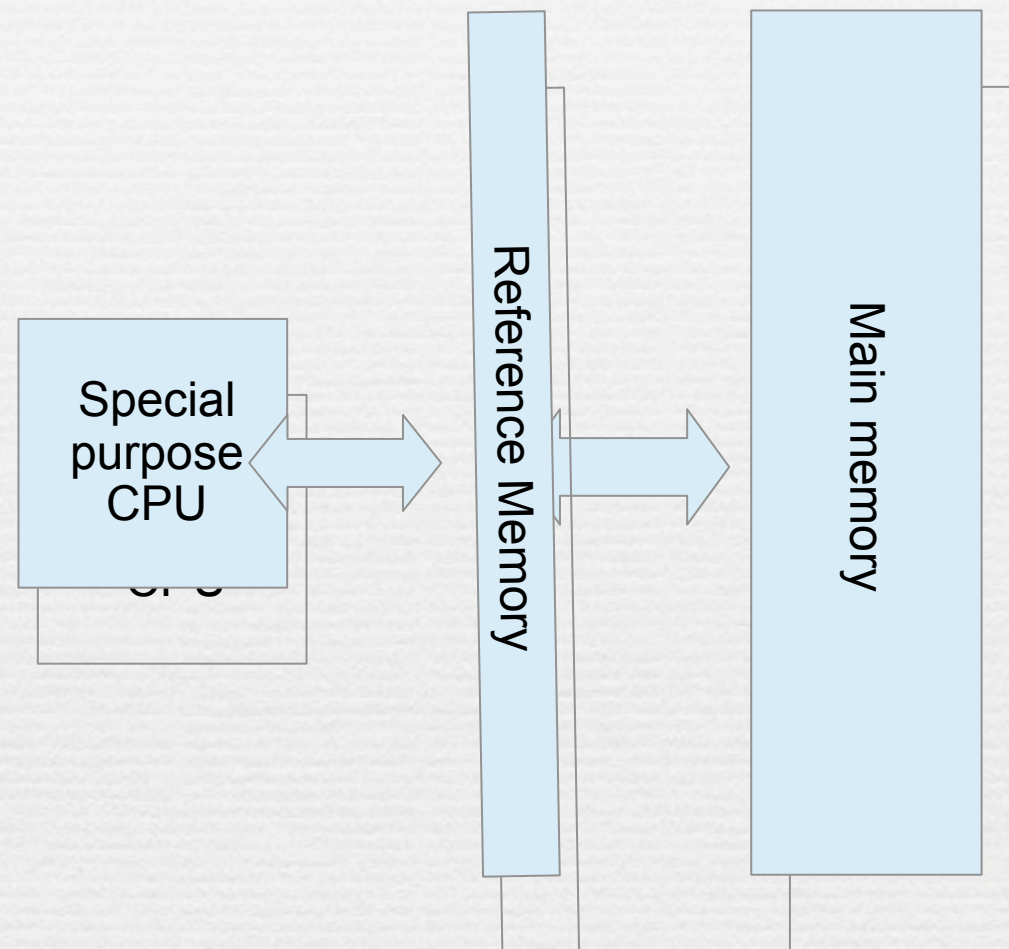 Special
purpose
CPU
Reference Memory
Main memory